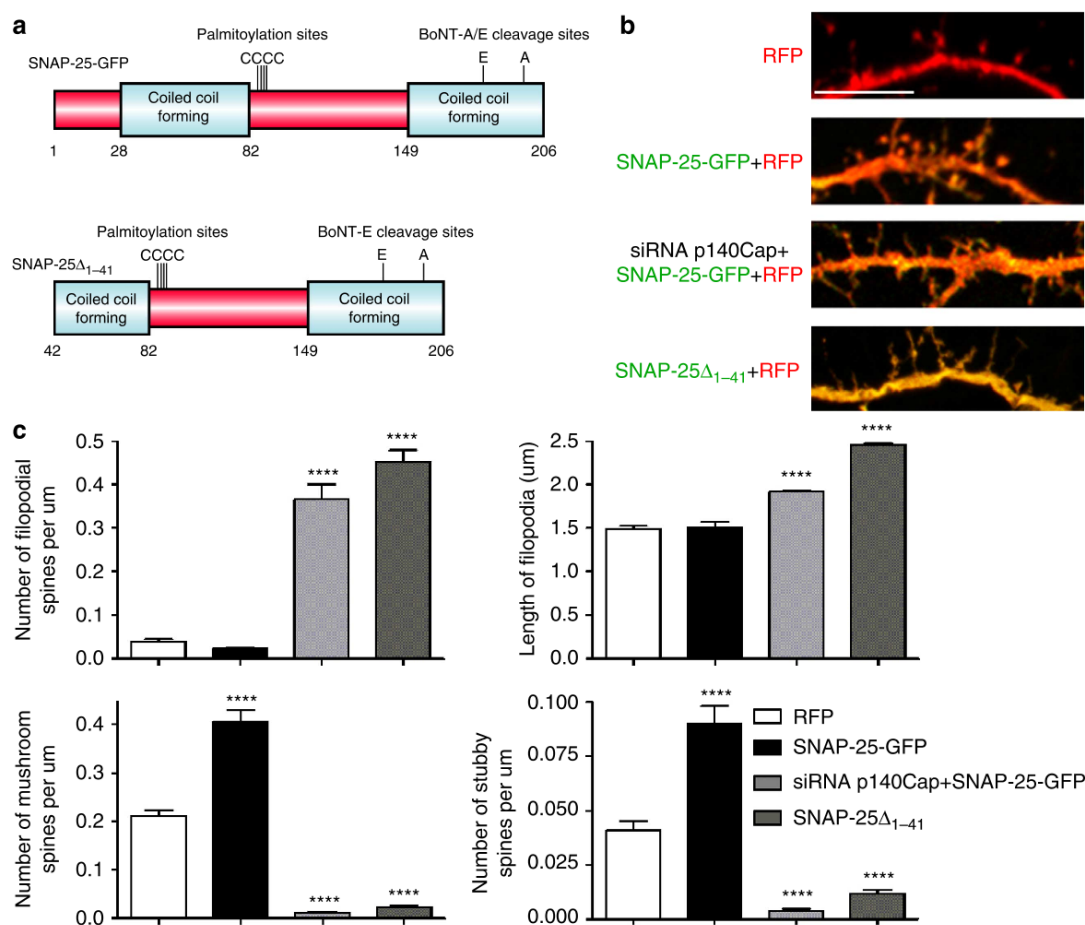 a
Palmitoylation sites
BoNT-A/E cleavage sites
SNAP-25-GFP
CCCC
E
A
Coiled coil
forming
Coiled coil
forming
1
28
82
149
206
Palmitoylation sites
BoNT-E cleavage sites
SNAP-25Δ1–41
CCCC
E
A
Coiled coil
forming
Coiled coil
forming
42
82
149
206
b
RFP
SNAP-25-GFP+RFP
siRNA p140Cap+
SNAP-25-GFP+RFP
SNAP-25Δ1–41+RFP
c
Number of filopodial
spines per um
0.5
0.4
0.3
0.2
0.1
0.0
****
****
Length of filopodia (um)
2.5
2.0
1.5
1.0
0.5
0.0
****
****
Number of mushroom
spines per um
0.4
0.3
0.2
0.1
0.0
****
****
****
Number of stubby
spines per um
0.100
0.075
0.050
0.025
0.000
****
****
****
RFP
SNAP-25-GFP
siRNA p140Cap+SNAP-25-GFP
SNAP-25Δ1–41